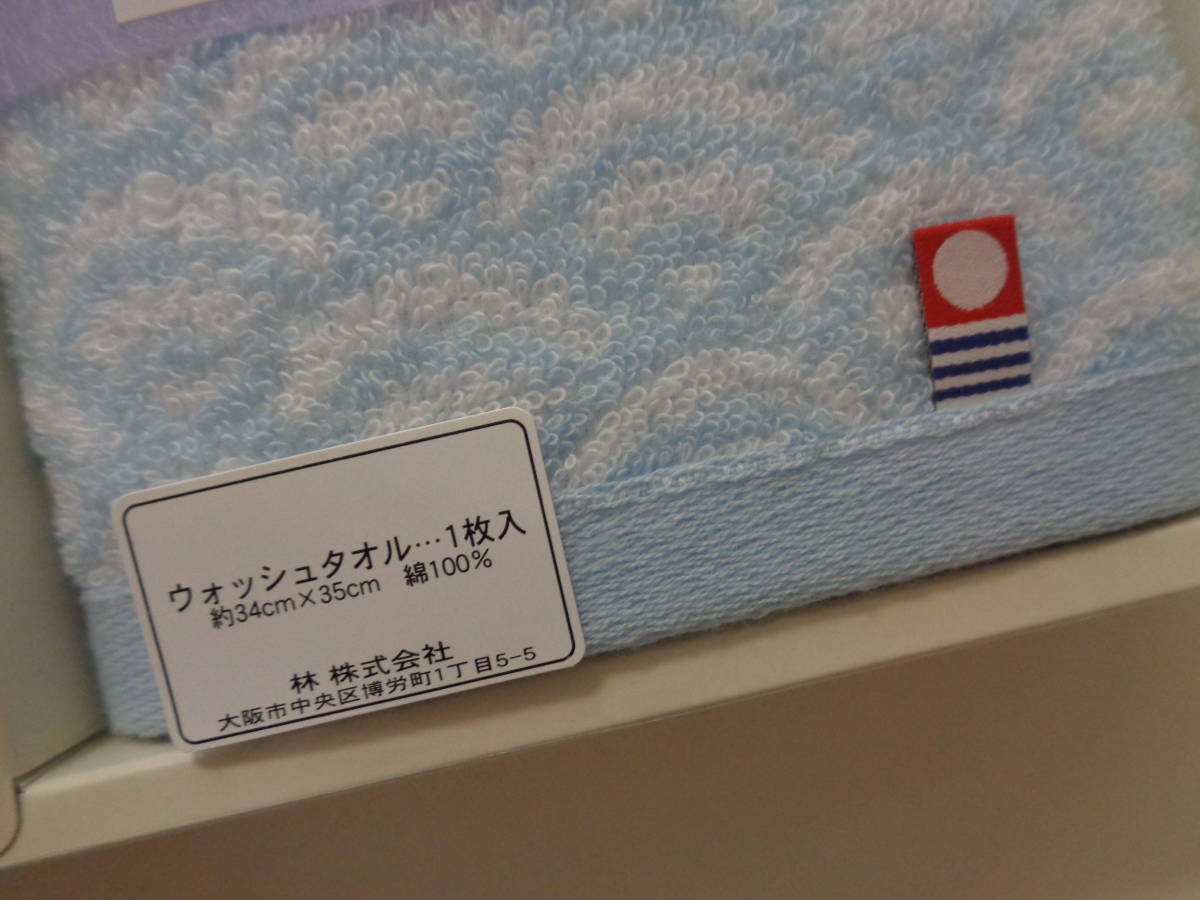 ウォッシュタオル…1枚入
約34cm×35cm 綿100%
林 株式会社
大阪市中央区博労町1丁目5-5